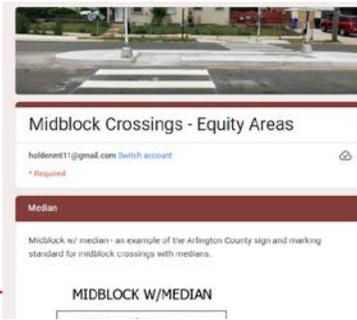 Midblock Crossings - Equity Areas
holdenmt11@gmail.com Switch account
* Required
Median
Midblock w/ median - an example of the Arlington County sign and marking
standard for midblock crossings with medians.
MIDBLOCK W/MEDIAN